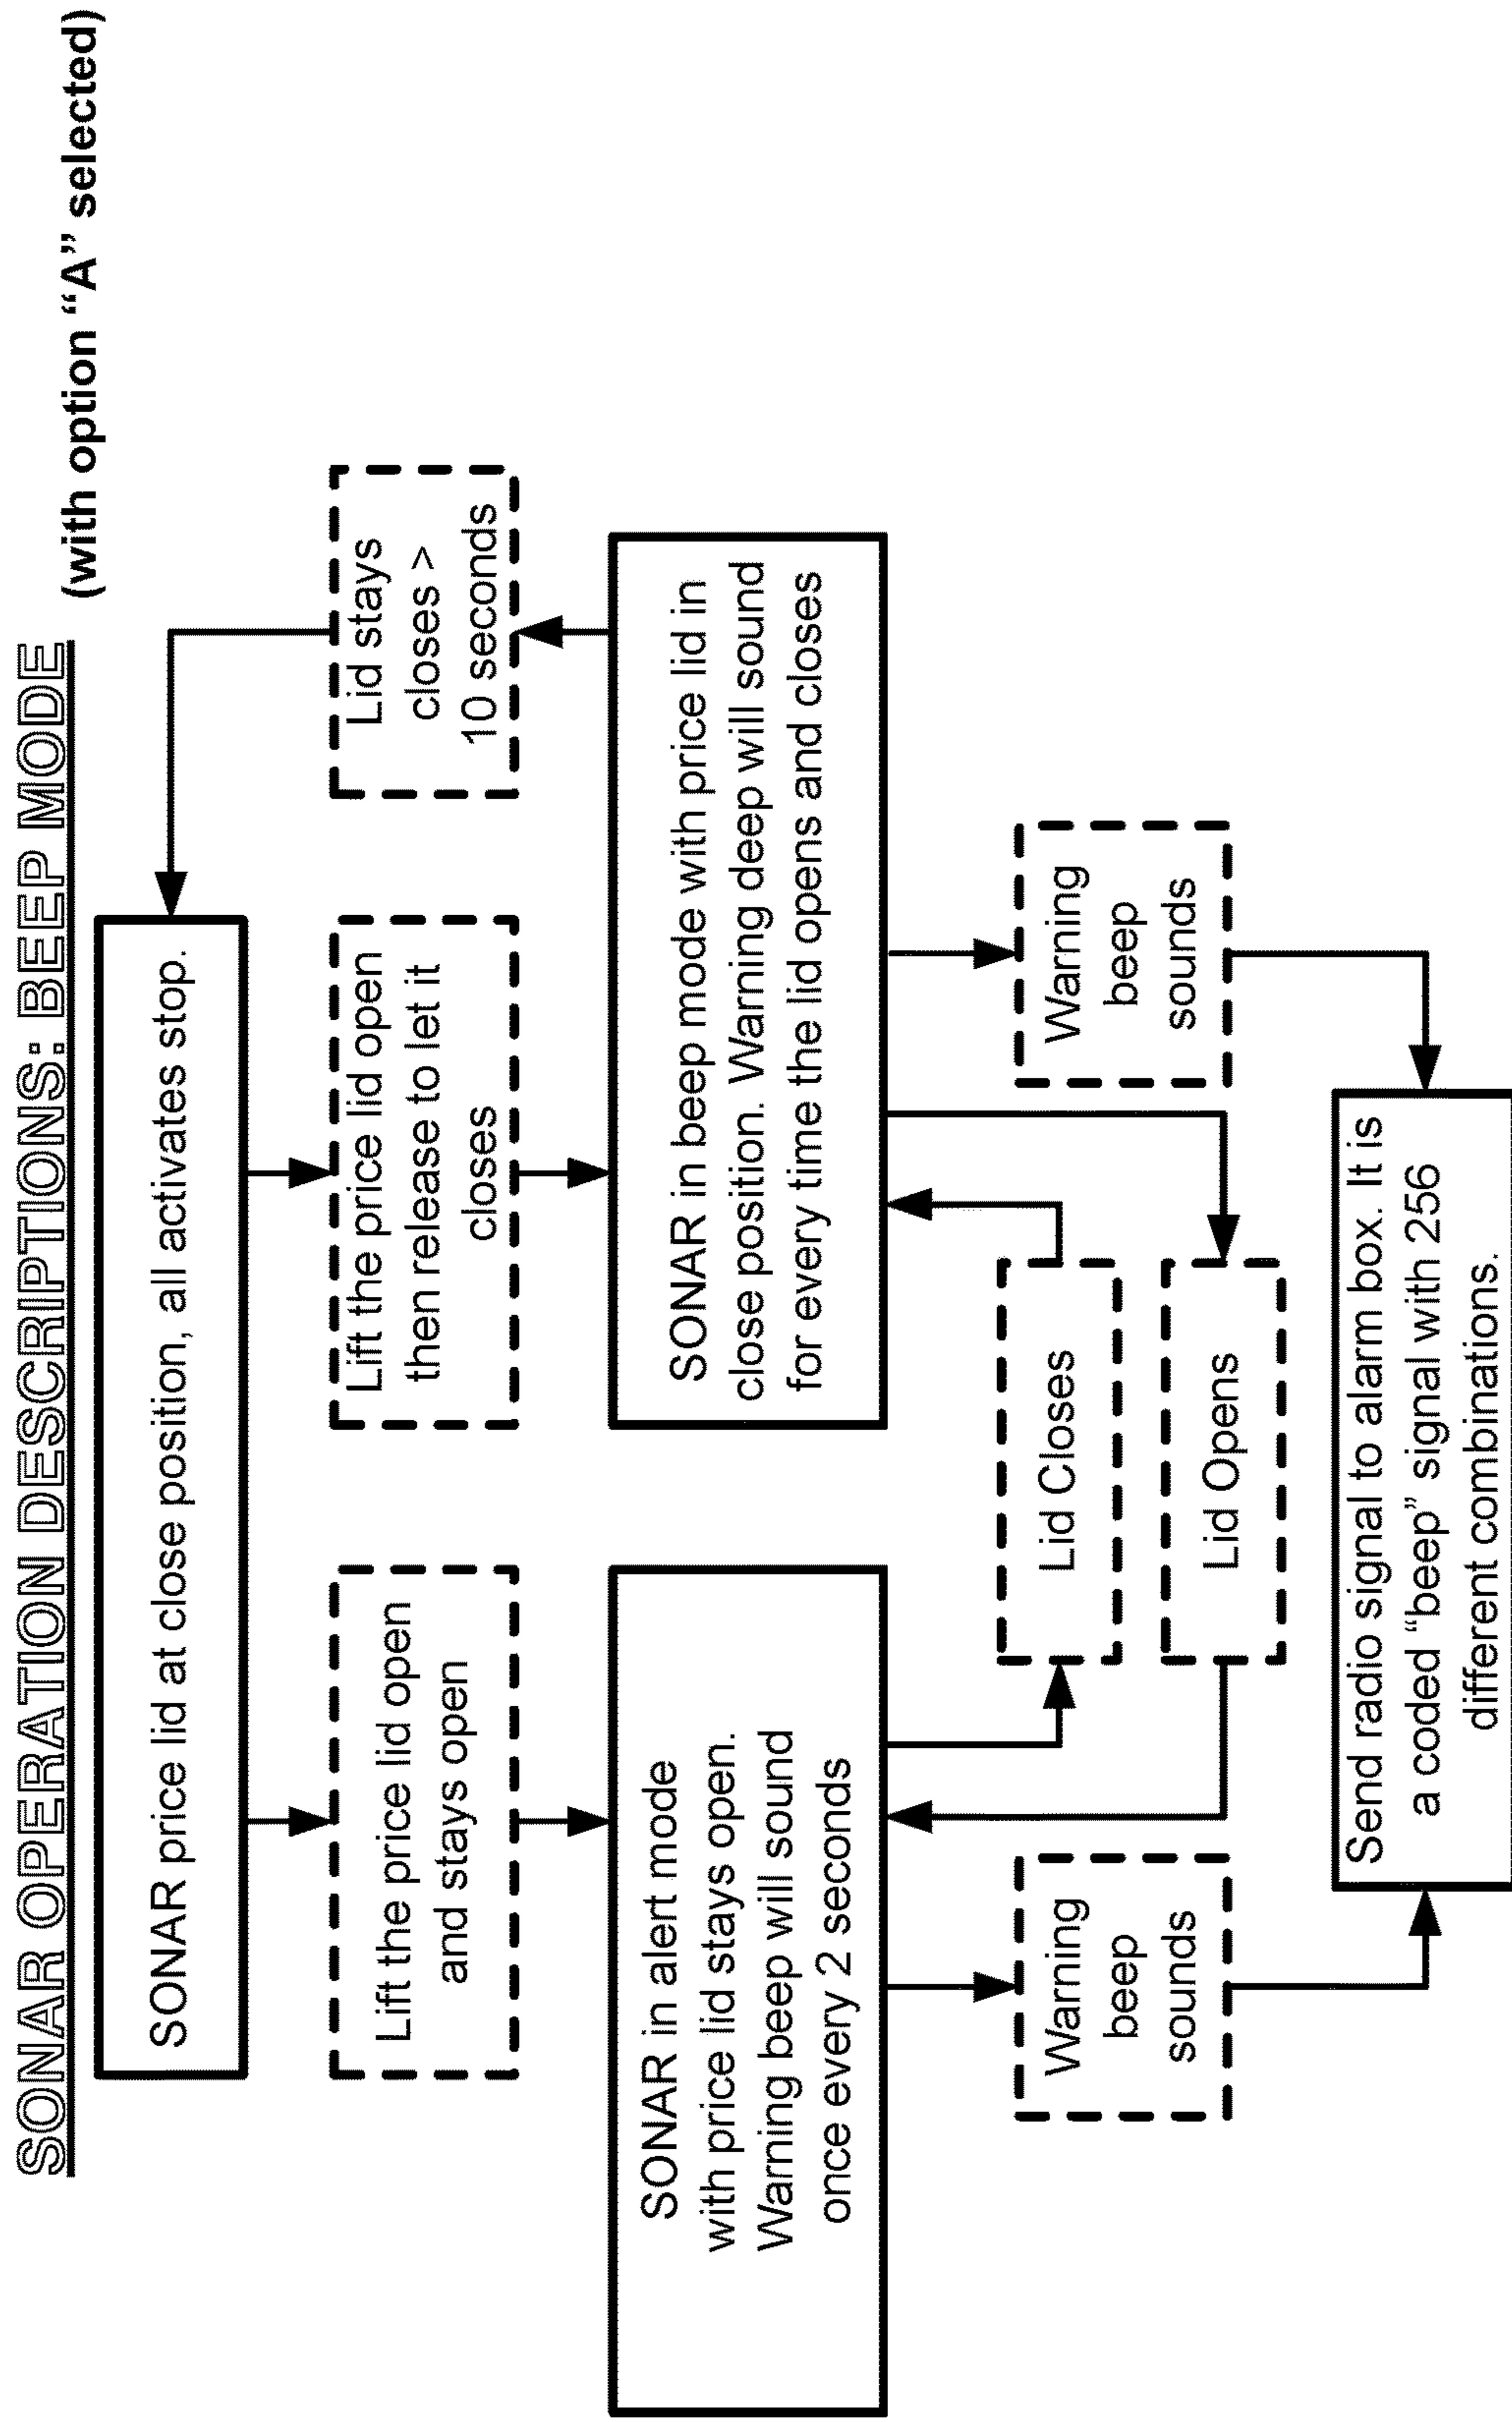 SONAR OPERATION DESCRIPTIONS: BEEP MODE
(with option “A” selected)
SONAR price lid at close position, all activates stop.
Lift the price lid open
and stays open
Lift the price lid open
then release to let it
closes
Lid stays
closes >
10 seconds
SONAR in alert mode
with price lid stays open.
Warning beep will sound
once every 2 seconds
SONAR in beep mode with price lid in
close position. Warning deep will sound
for every time the lid opens and closes
Lid Closes
Lid Opens
Warning
beep
sounds
Warning
beep
sounds
Send radio signal to alarm box. It is
a coded “beep” signal with 256
different combinations.